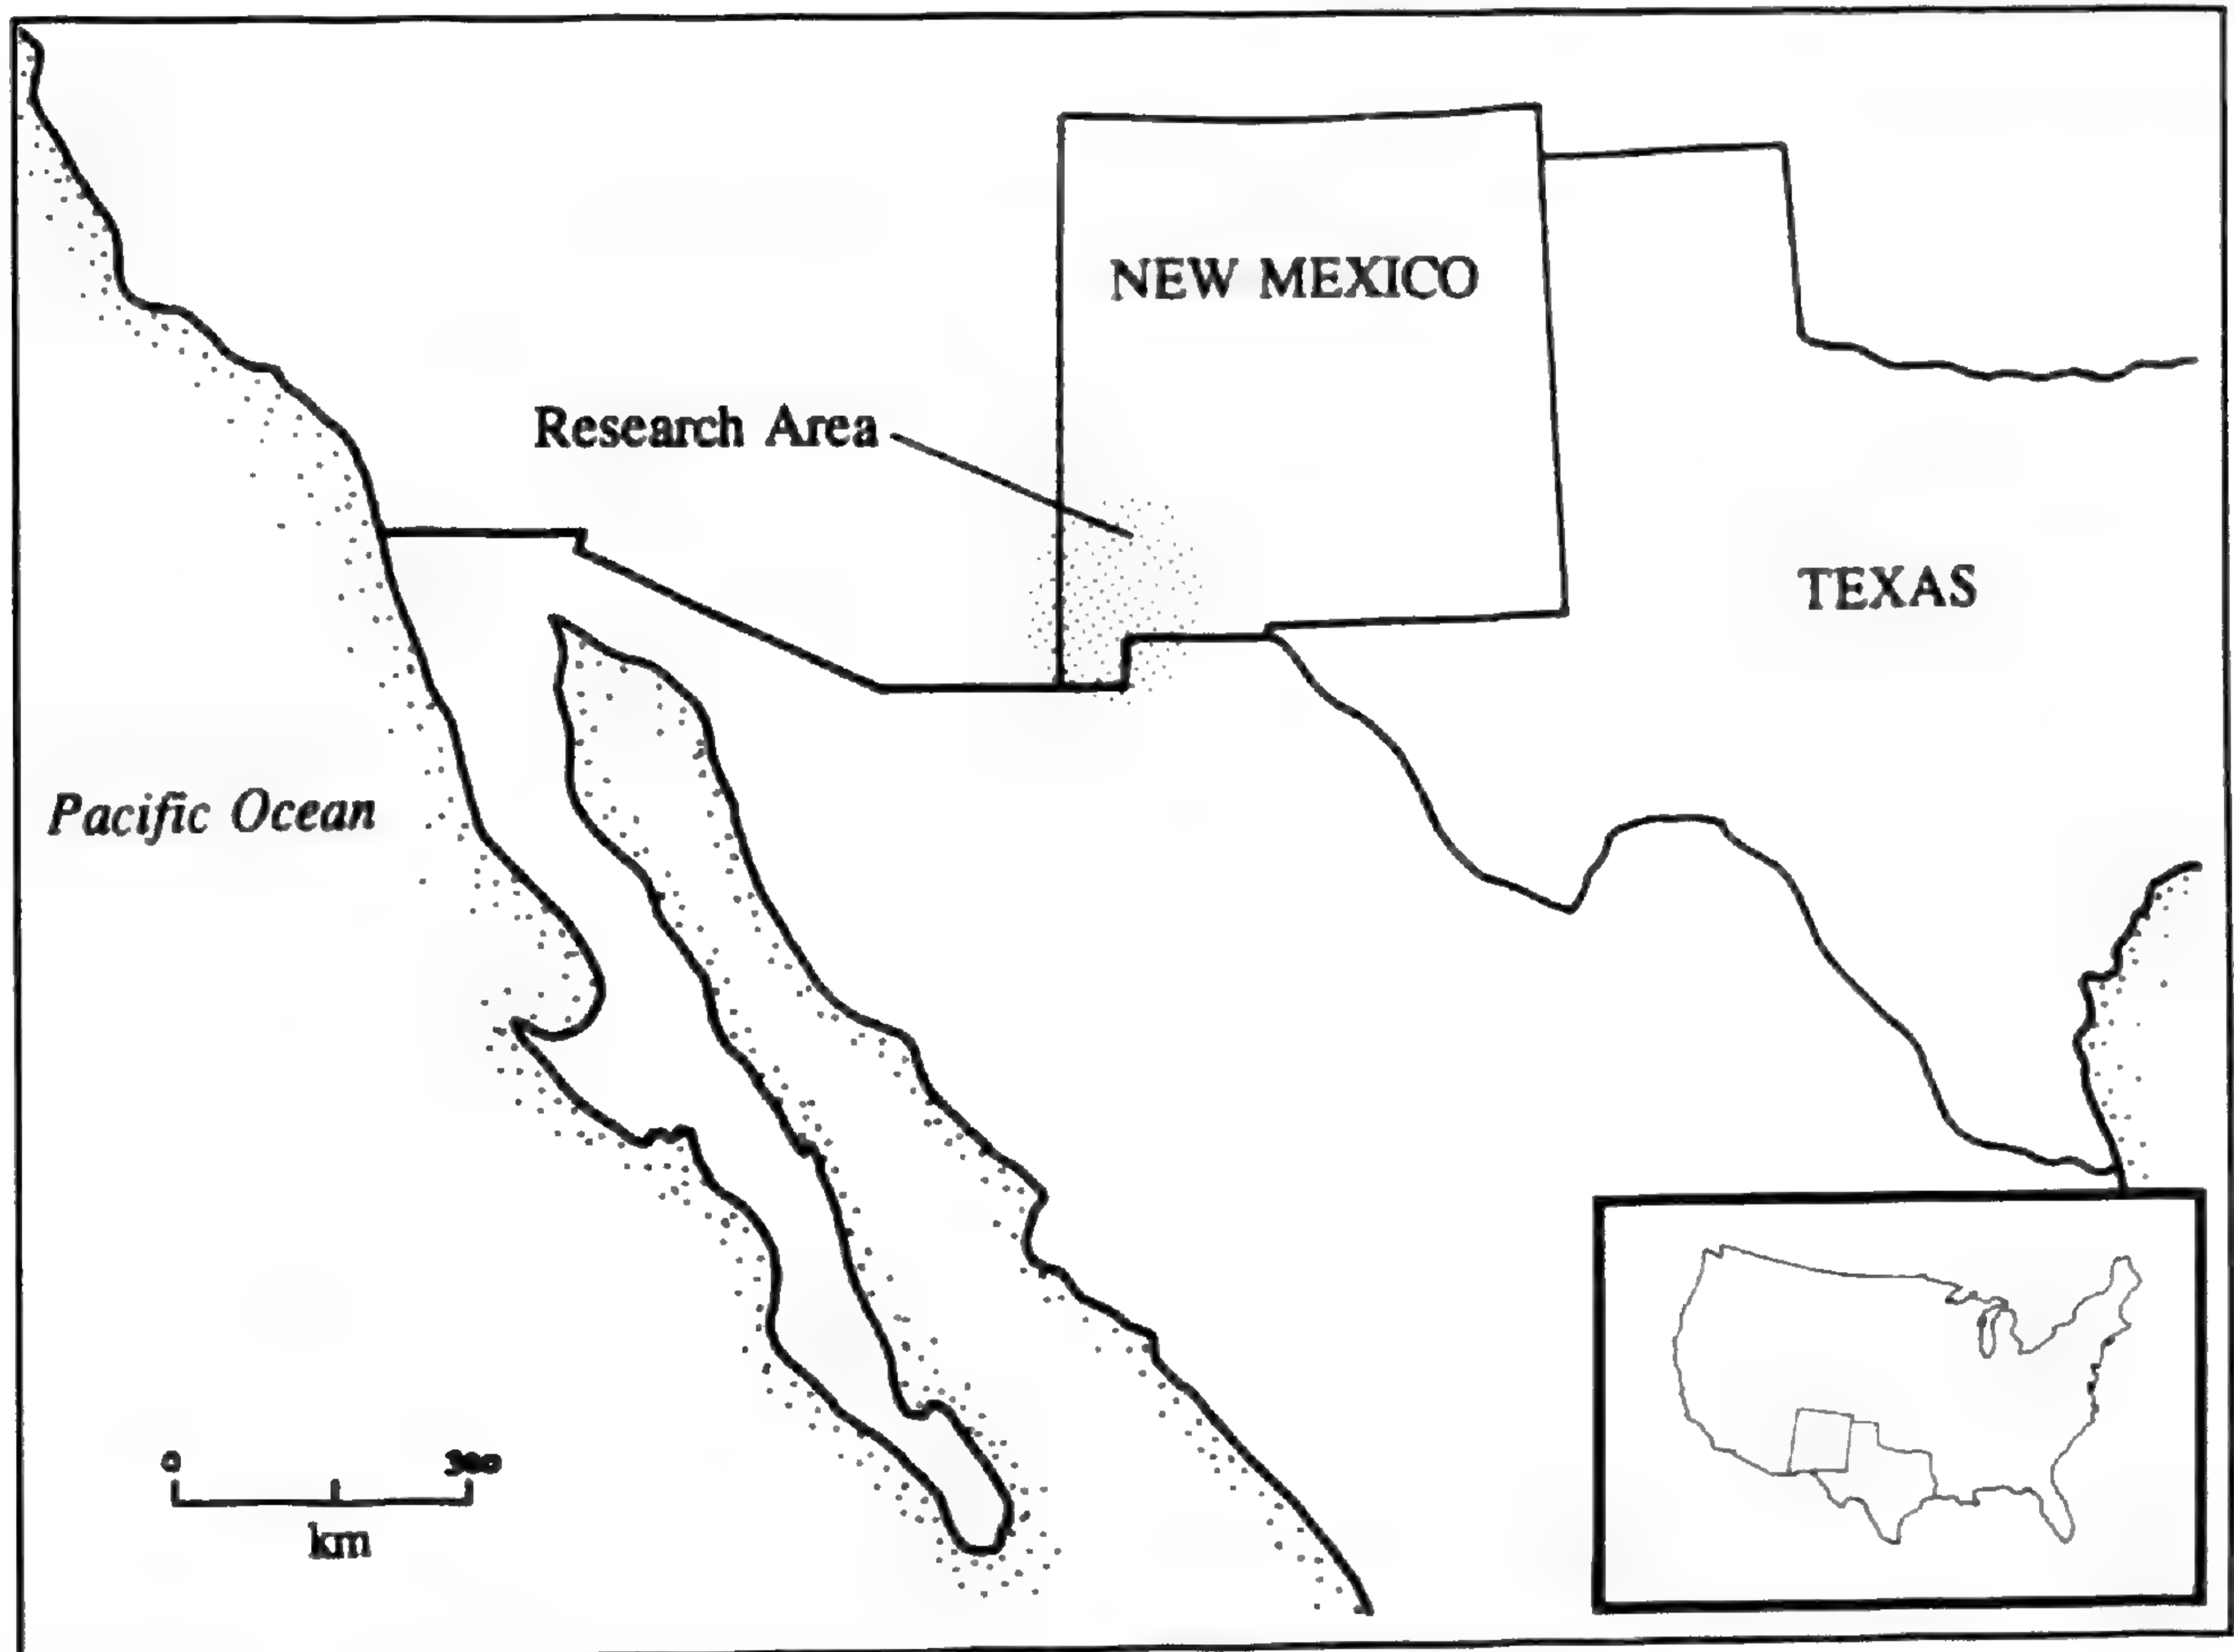 NEW MEXICO
Research Area
TEXAS
Pacific Ocean
0 300
km